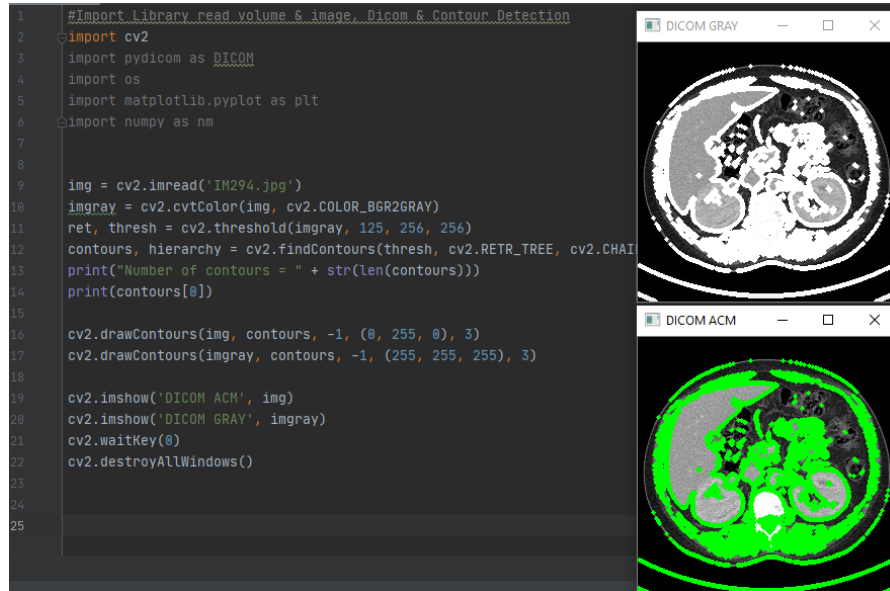 1 #Import Library read volume & image, Dicom & Contour Detection
2 import cv2
3 import pydicom as DICOM
4 import os
5 import matplotlib.pyplot as plt
6 import numpy as nm
7
8
9 img = cv2.imread('IM294.jpg')
10 imgray = cv2.cvtColor(img, cv2.COLOR_BGR2GRAY)
11 ret, thresh = cv2.threshold(imgray, 125, 256, 256)
12 contours, hierarchy = cv2.findContours(thresh, cv2.RETR_TREE, cv2.CHAI
13 print("Number of contours = " + str(len(contours)))
14 print(contours[0])
15
16 cv2.drawContours(img, contours, -1, (0, 255, 0), 3)
17 cv2.drawContours(imgray, contours, -1, (255, 255, 255), 3)
18
19 cv2.imshow('DICOM ACM', img)
20 cv2.imshow('DICOM GRAY', imgray)
21 cv2.waitKey(0)
22 cv2.destroyAllWindows()
23
24
25
DICOM GRAY
DICOM ACM